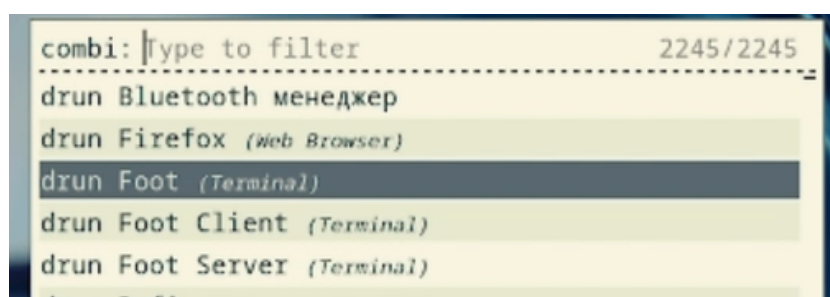 combi: Type to filter 2245/2245
drun Bluetooth менеджер
drun Firefox (Web Browser)
drun Foot (Terminal)
drun Foot Client (Terminal)
drun Foot Server (Terminal)